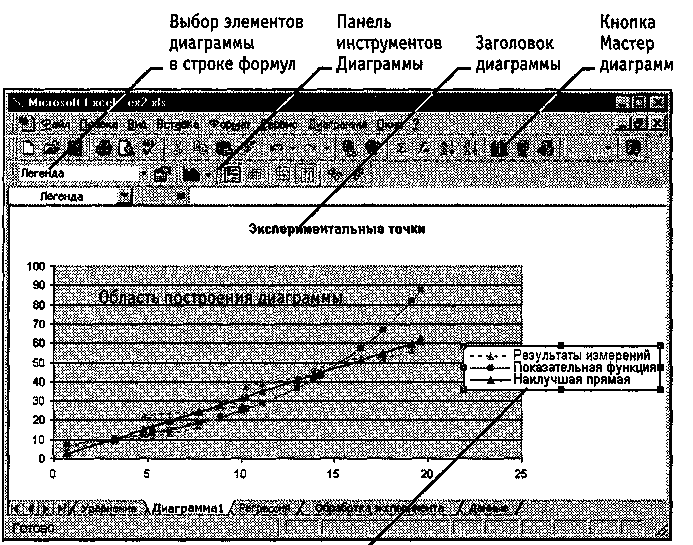 Выбор элементов
диаграммы
в строке формул
Панель
инструментов
Диаграммы
Заголовок
диаграммы
Кнопка
Мастер
диаграмм
Microsoft Excel - ex2.xls
Файл Правка Вид Вставка Формат Сервис Диаграмма Окно ?
Легенда
Легенда =
Экспериментальные точки
100
90
80
70
60
50
40
30
20
10
0
Область построения диаграммы
Результаты измерений
Показательная функция
Наилучшая прямая
0 5 10 15 20 25
Уравнение Диаграмма1 Регрессия Обработка эксперимента Данные
Готово